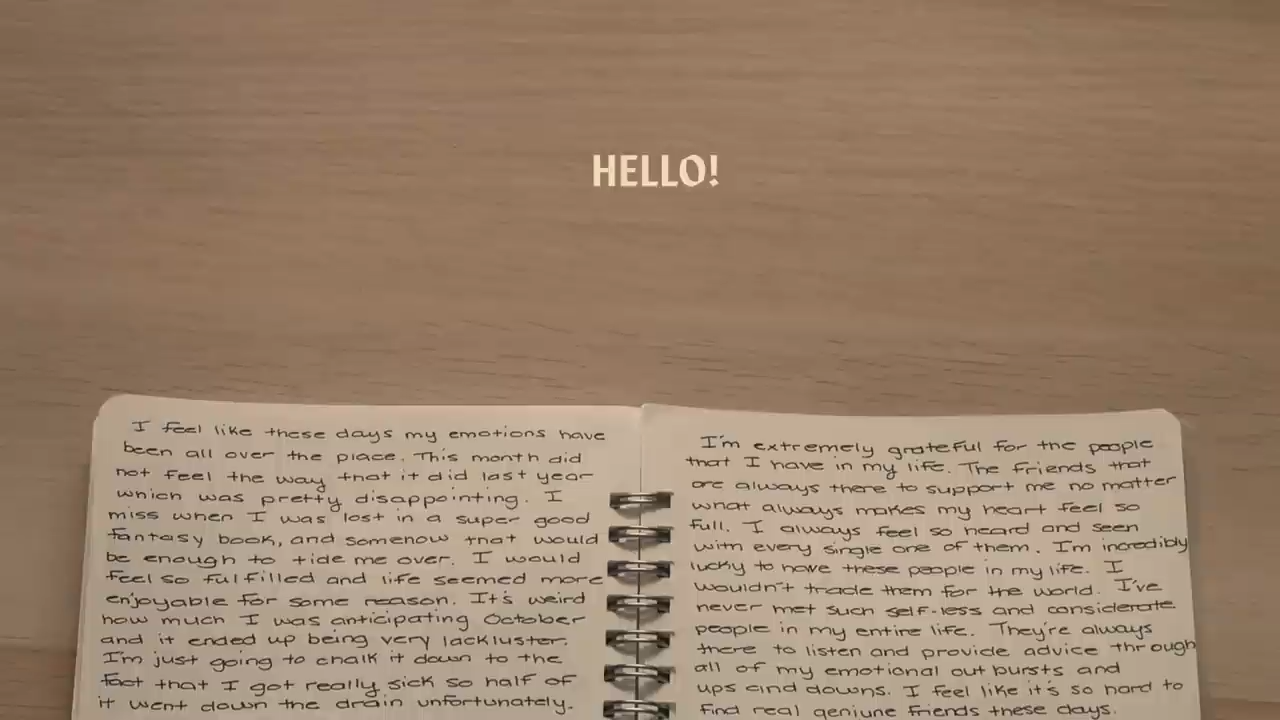 HELLO!
I feel like these days my emotions have
been all over the place. This month did
not feel the way that it did last year
which was pretty disappointing. I
miss when I was lost in a super good
fantasy book, and somehow that would
be enough to tide me over. I would
feel so fulfilled and life seemed more
enjoyable for some reason. It's weird
how much I was anticipating October
and it ended up being very lackluster.
I'm just going to chalk it down to the
fact that I got really sick so half of
it went down the drain unfortunately.
I'm extremely grateful for the people
that I have in my life. The friends that
are always there to support me no matter
what always makes my heart feel so
full. I always feel so heard and seen
with every single one of them. I'm incredibly
lucky to have these people in my life. I
wouldn't trade them for the world. I've
never met such self-less and considerate
people in my entire life. They're always
there to listen and provide advice through
all of my emotional outbursts and
ups and downs. I feel like it's so hard to
find real geniune friends these days.